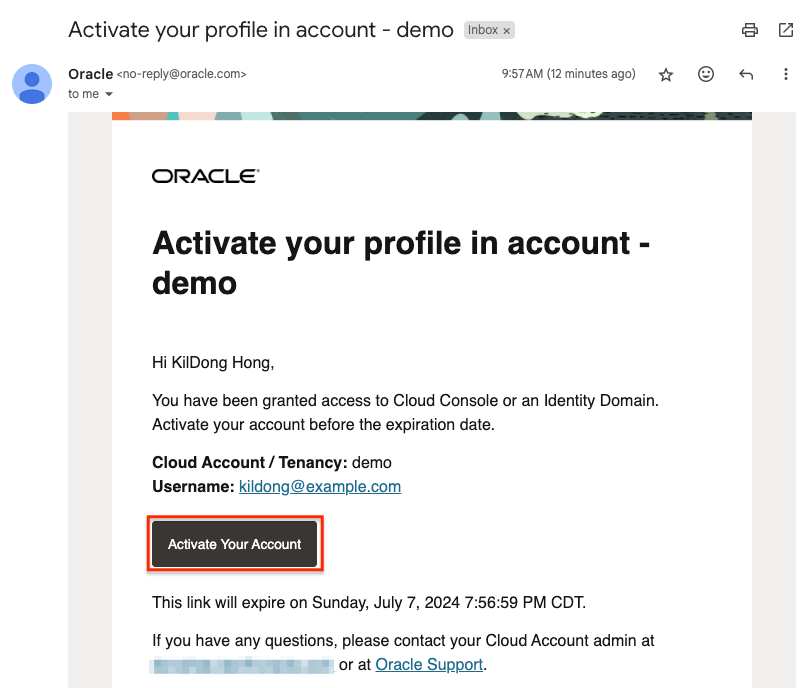 Activate your profile in account - demo Inbox ×
Oracle <no-reply@oracle.com> 9:57 AM (12 minutes ago)
to me
ORACLE
Activate your profile in account -
demo
Hi KilDong Hong,
You have been granted access to Cloud Console or an Identity Domain.
Activate your account before the expiration date.
Cloud Account / Tenancy: demo
Username: kildong@example.com
Activate Your Account
This link will expire on Sunday, July 7, 2024 7:56:59 PM CDT.
If you have any questions, please contact your Cloud Account admin at
or at Oracle Support.